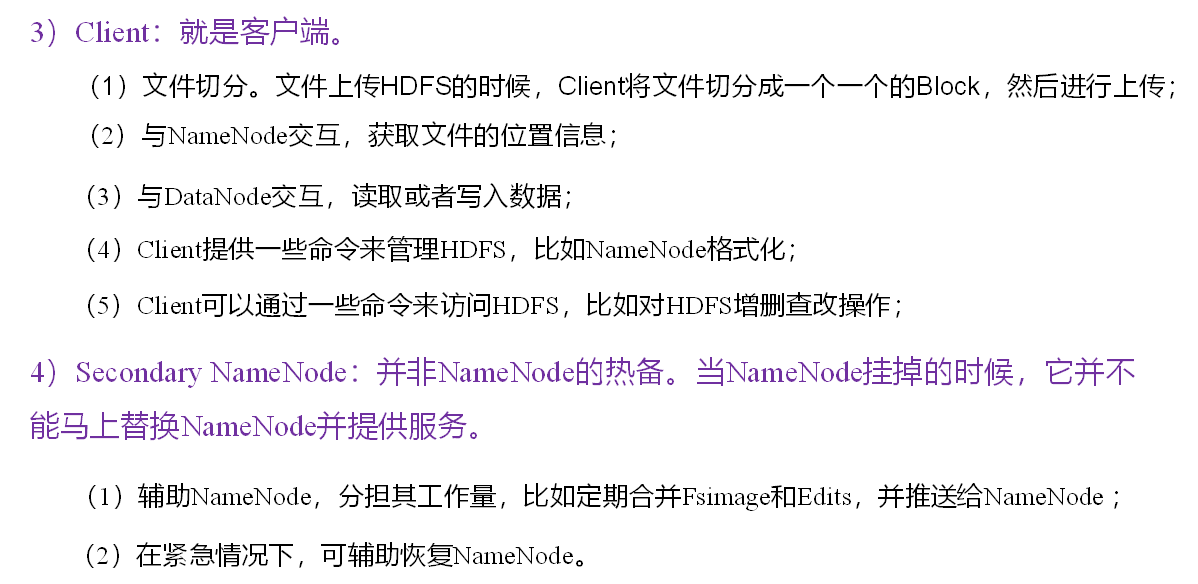 3）Client：就是客户端。
（1）文件切分。文件上传HDFS的时候，Client将文件切分成一个一个的Block，然后进行上传；
（2）与NameNode交互，获取文件的位置信息；
（3）与DataNode交互，读取或者写入数据；
（4）Client提供一些命令来管理HDFS，比如NameNode格式化；
（5）Client可以通过一些命令来访问HDFS，比如对HDFS增删查改操作；
4）Secondary NameNode：并非NameNode的热备。当NameNode挂掉的时候，它并不
能马上替换NameNode并提供服务。
（1）辅助NameNode，分担其工作量，比如定期合并Fsimage和Edits，并推送给NameNode ；
（2）在紧急情况下，可辅助恢复NameNode。